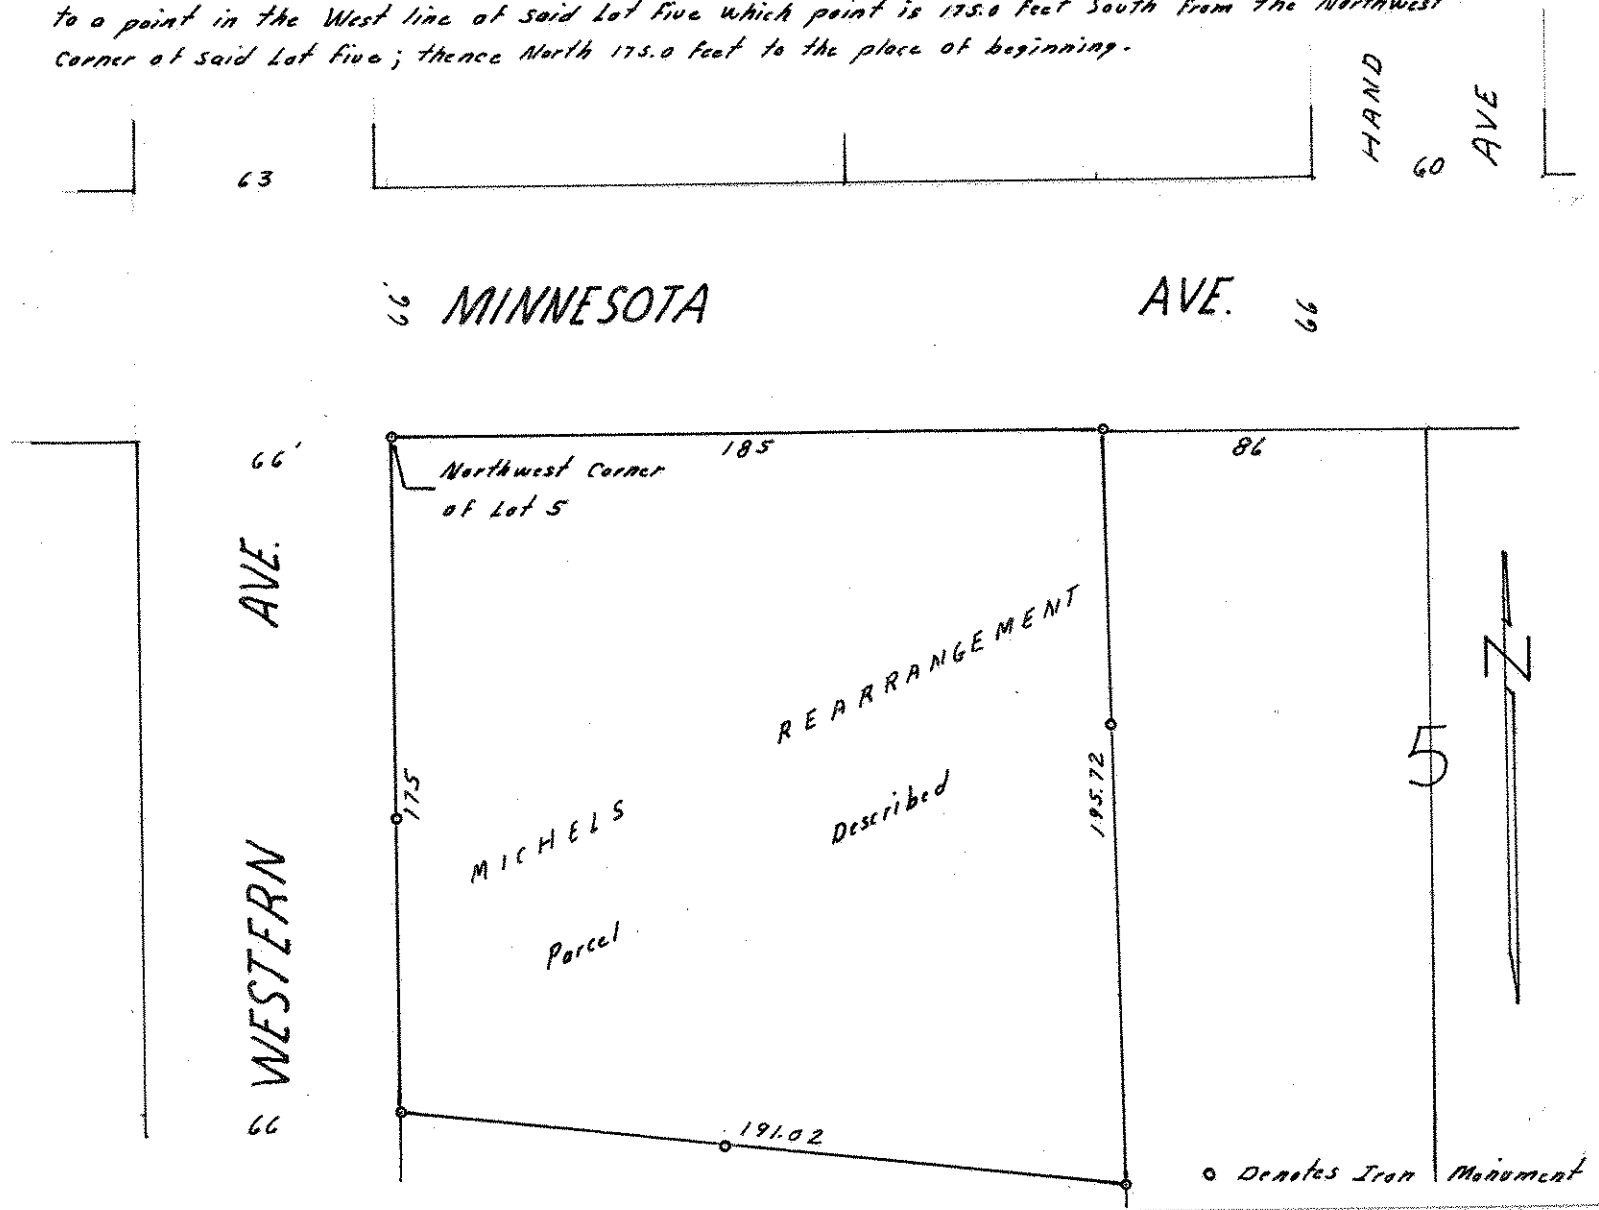 to a point in the West line of said Lot Five which point is 175.0 feet South from the Northwest
Corner of said Lot Five; thence North 175.0 feet to the place of beginning.
HAND AVE
63
60
66' MINNESOTA AVE. 66
66'
185
86
Northwest Corner
of Lot 5
WESTERN AVE.
MICHELS REARRANGEMENT
Parcel Described
175
195.72
5
N
66
191.02
o Denotes Iron Monument